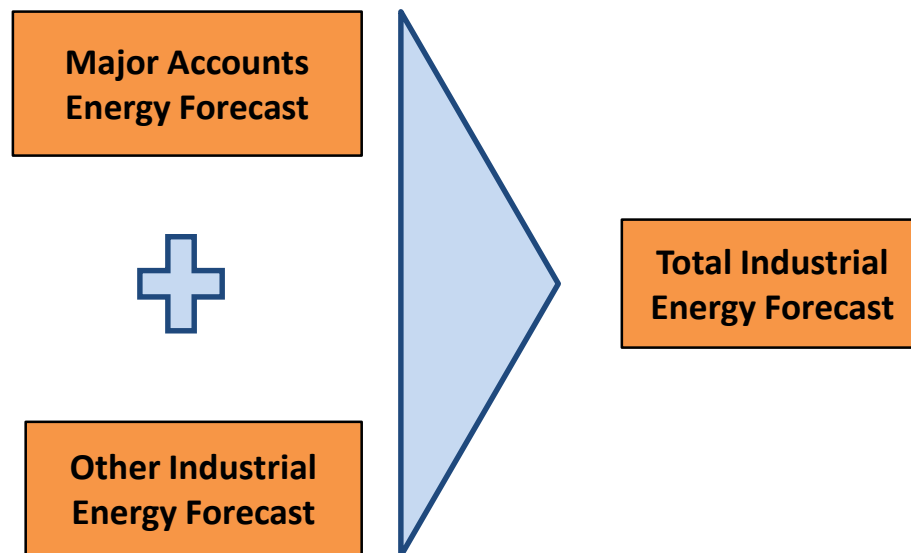 Major Accounts
Energy Forecast
Other Industrial
Energy Forecast
Total Industrial
Energy Forecast